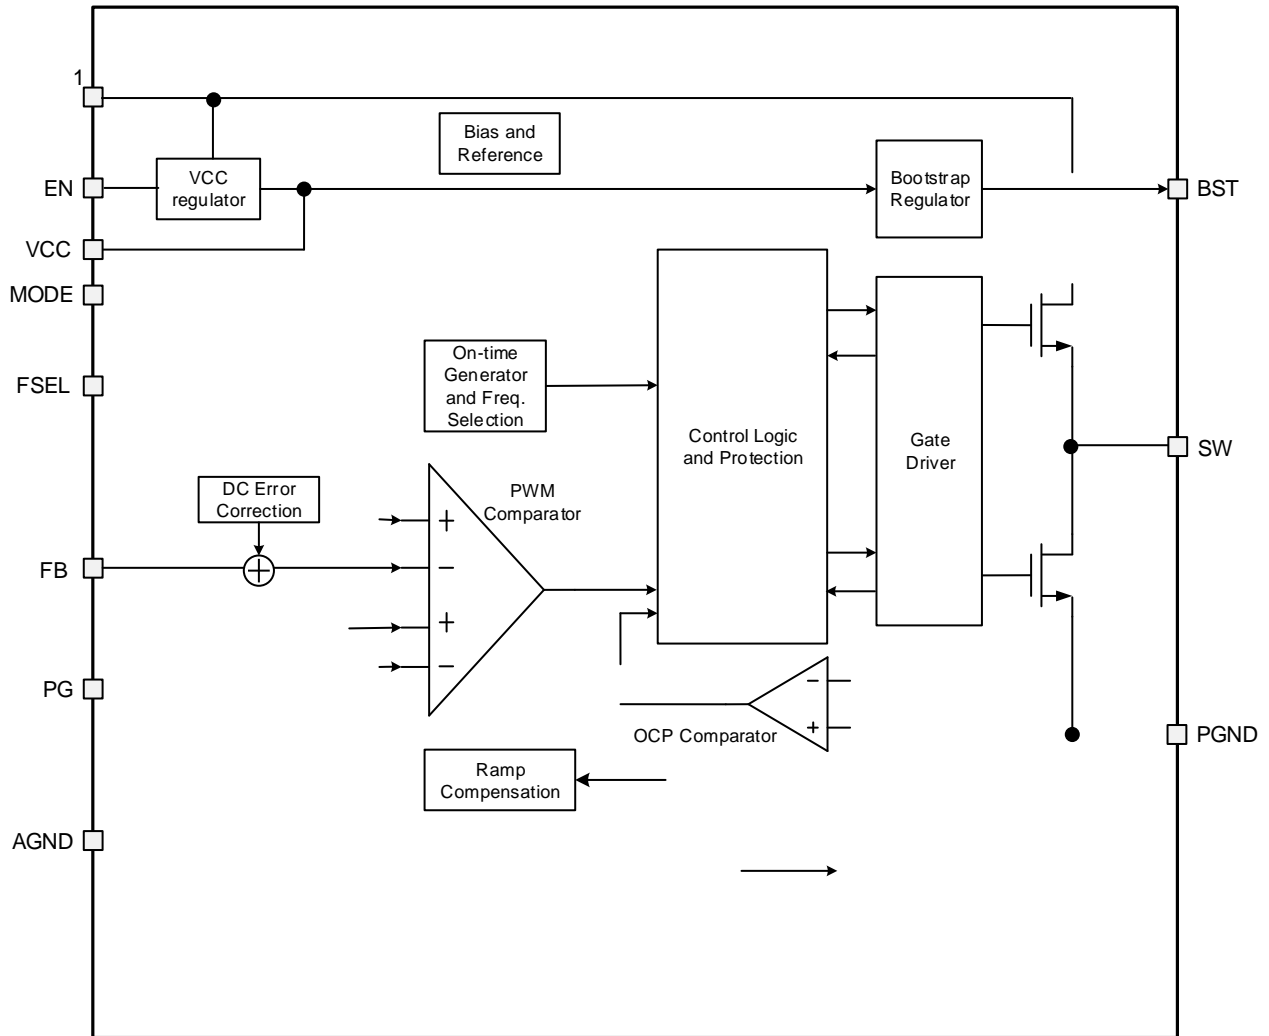 1
EN
VCC
regulator
Bias and
Reference
Bootstrap
Regulator
BST
VCC
MODE
FSEL
On-time
Generator
and Freq.
Selection
Control Logic
and Protection
Gate
Driver
SW
DC Error
Correction
PWM
Comparator
+
−
+
−
FB
+
PG
−
+
OCP Comparator
PGND
Ramp
Compensation
AGND